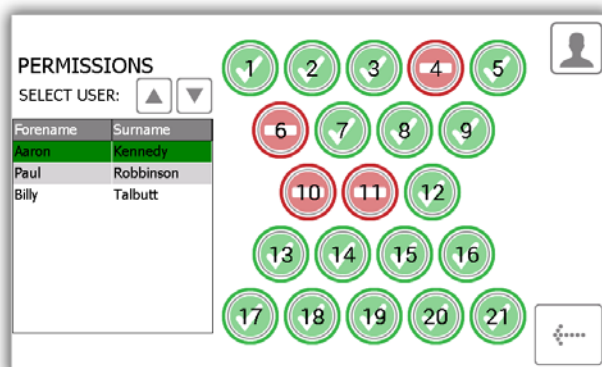 PERMISSIONS
SELECT USER:
Forename Surname
Aaron Kennedy
Paul Robbinson
Billy Talbutt
1 2 3 4 5
6 7 8 9
10 11 12
13 14 15 16
17 18 19 20 21